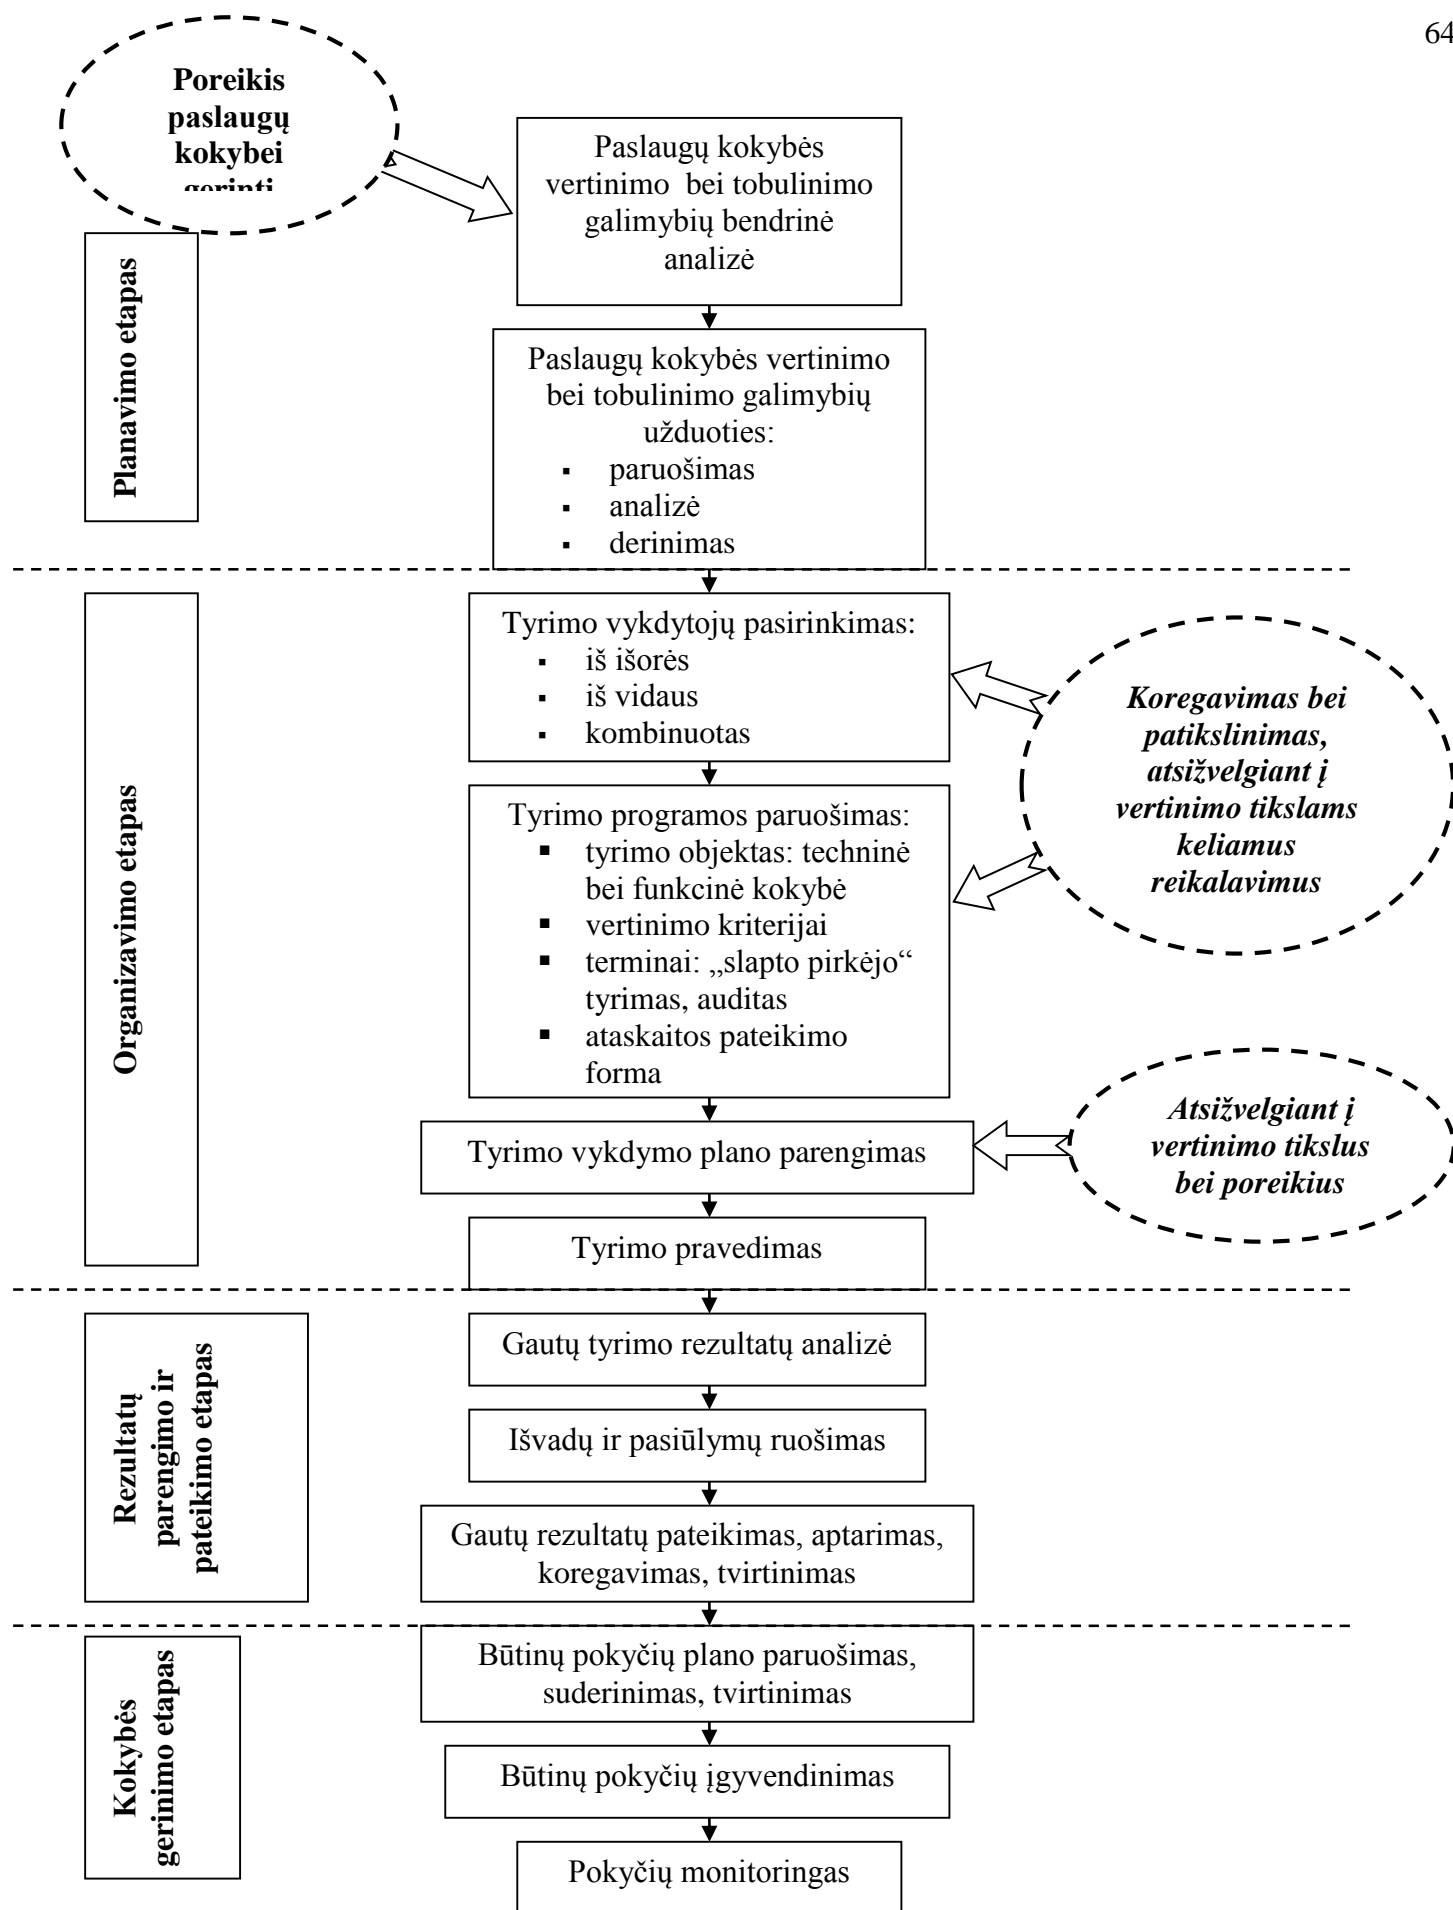 64
Poreikis
paslaugų
kokybei
gerinti
Paslaugų kokybės
vertinimo bei tobulinimo
galimybių bendrinė
analizė
Planavimo etapas
Paslaugų kokybės vertinimo
bei tobulinimo galimybių
užduoties:
▪ paruošimas
▪ analizė
▪ derinimas
Organizavimo etapas
Tyrimo vykdytojų pasirinkimas:
▪ iš išorės
▪ iš vidaus
▪ kombinuotas
Koregavimas bei
patikslinimas,
atsižvelgiant į
vertinimo tikslams
keliamus
reikalavimus
Tyrimo programos paruošimas:
▪ tyrimo objektas: techninė
bei funkcinė kokybė
▪ vertinimo kriterijai
▪ terminai: „slapto pirkėjo“
tyrimas, auditas
▪ ataskaitos pateikimo
forma
Tyrimo vykdymo plano parengimas
Atsižvelgiant į
vertinimo tikslus
bei poreikius
Tyrimo pravedimas
Rezultatų
parengimo ir
pateikimo etapas
Gautų tyrimo rezultatų analizė
Išvadų ir pasiūlymų ruošimas
Gautų rezultatų pateikimas, aptarimas,
koregavimas, tvirtinimas
Kokybės
gerinimo etapas
Būtinų pokyčių plano paruošimas,
suderinimas, tvirtinimas
Būtinų pokyčių įgyvendinimas
Pokyčių monitoringas